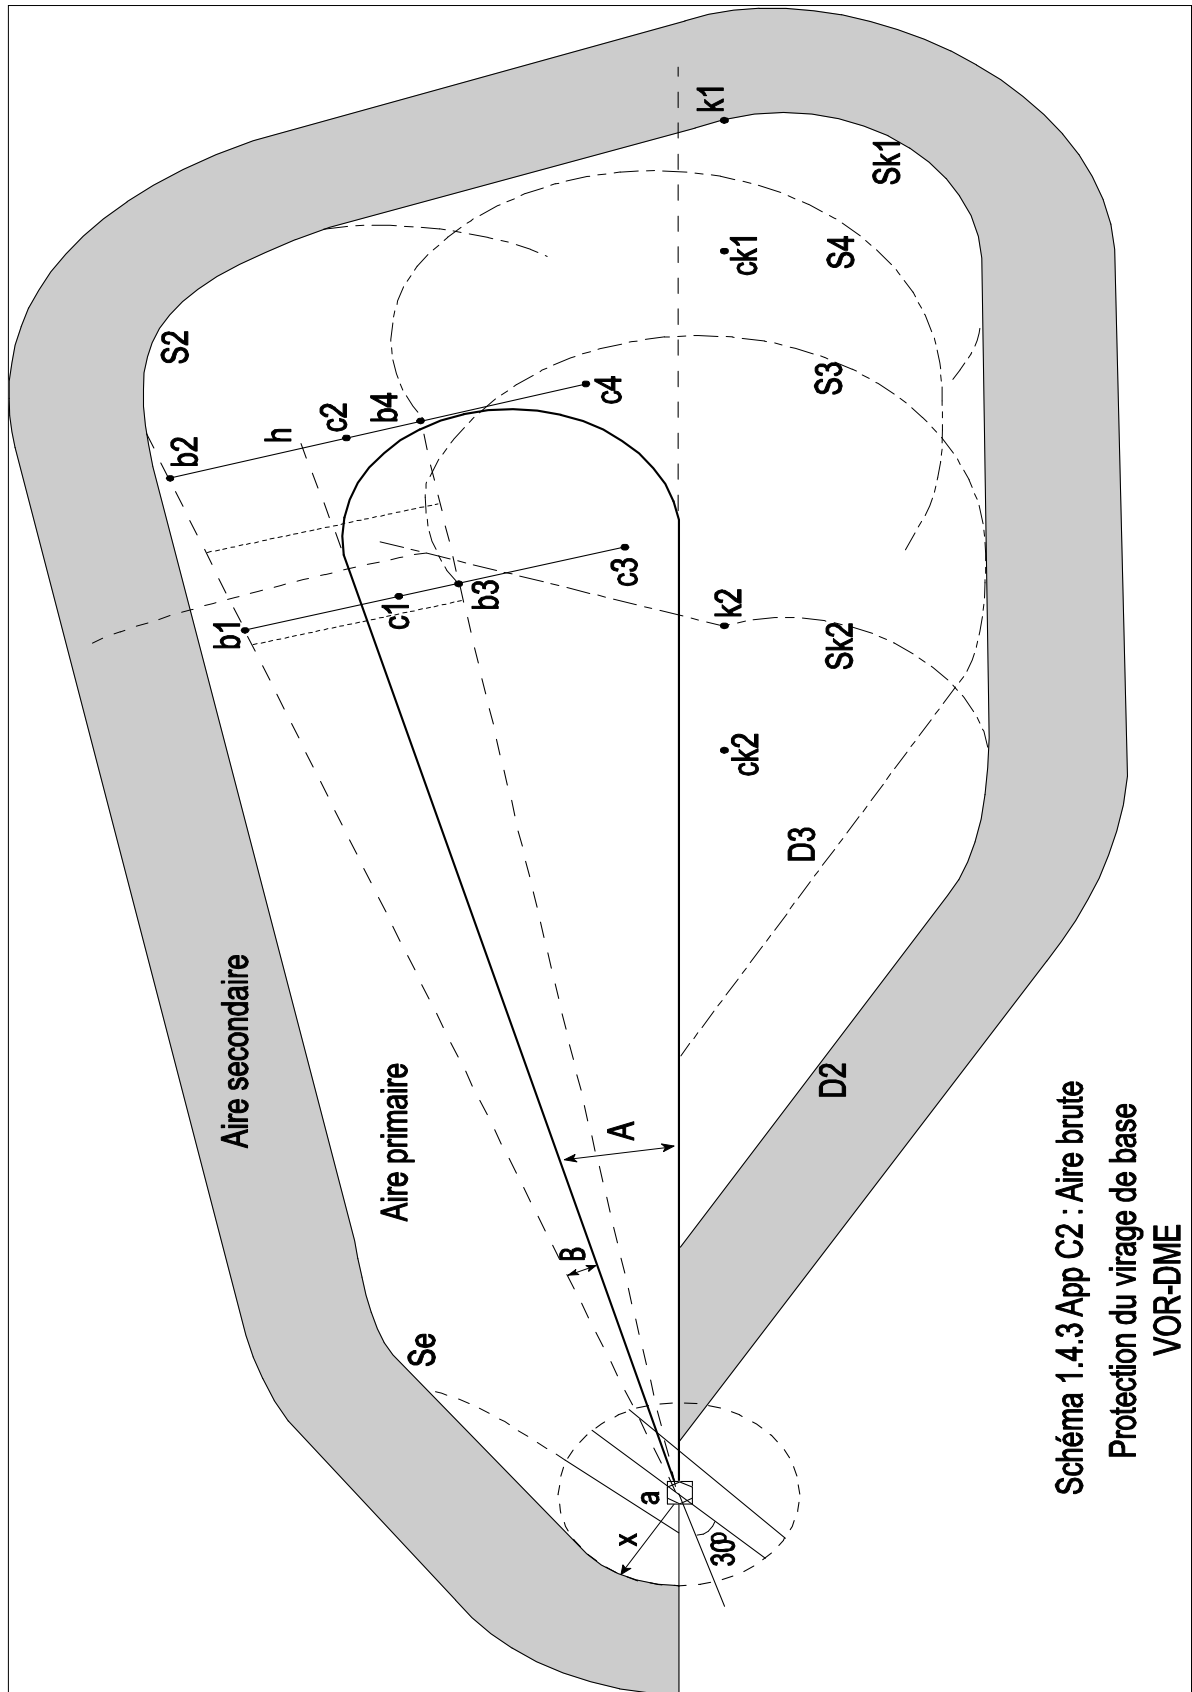 S2
b2
h
c2
b4
c4
b1
c1
b3
c3
k1
ck1
Sk1
S4
S3
k2
Sk2
ck2
D3
D2
Aire secondaire
Aire primaire
A
B
Se
a
x
30º
Schéma 1.4.3 App C2 : Aire brute
Protection du virage de base
VOR-DME